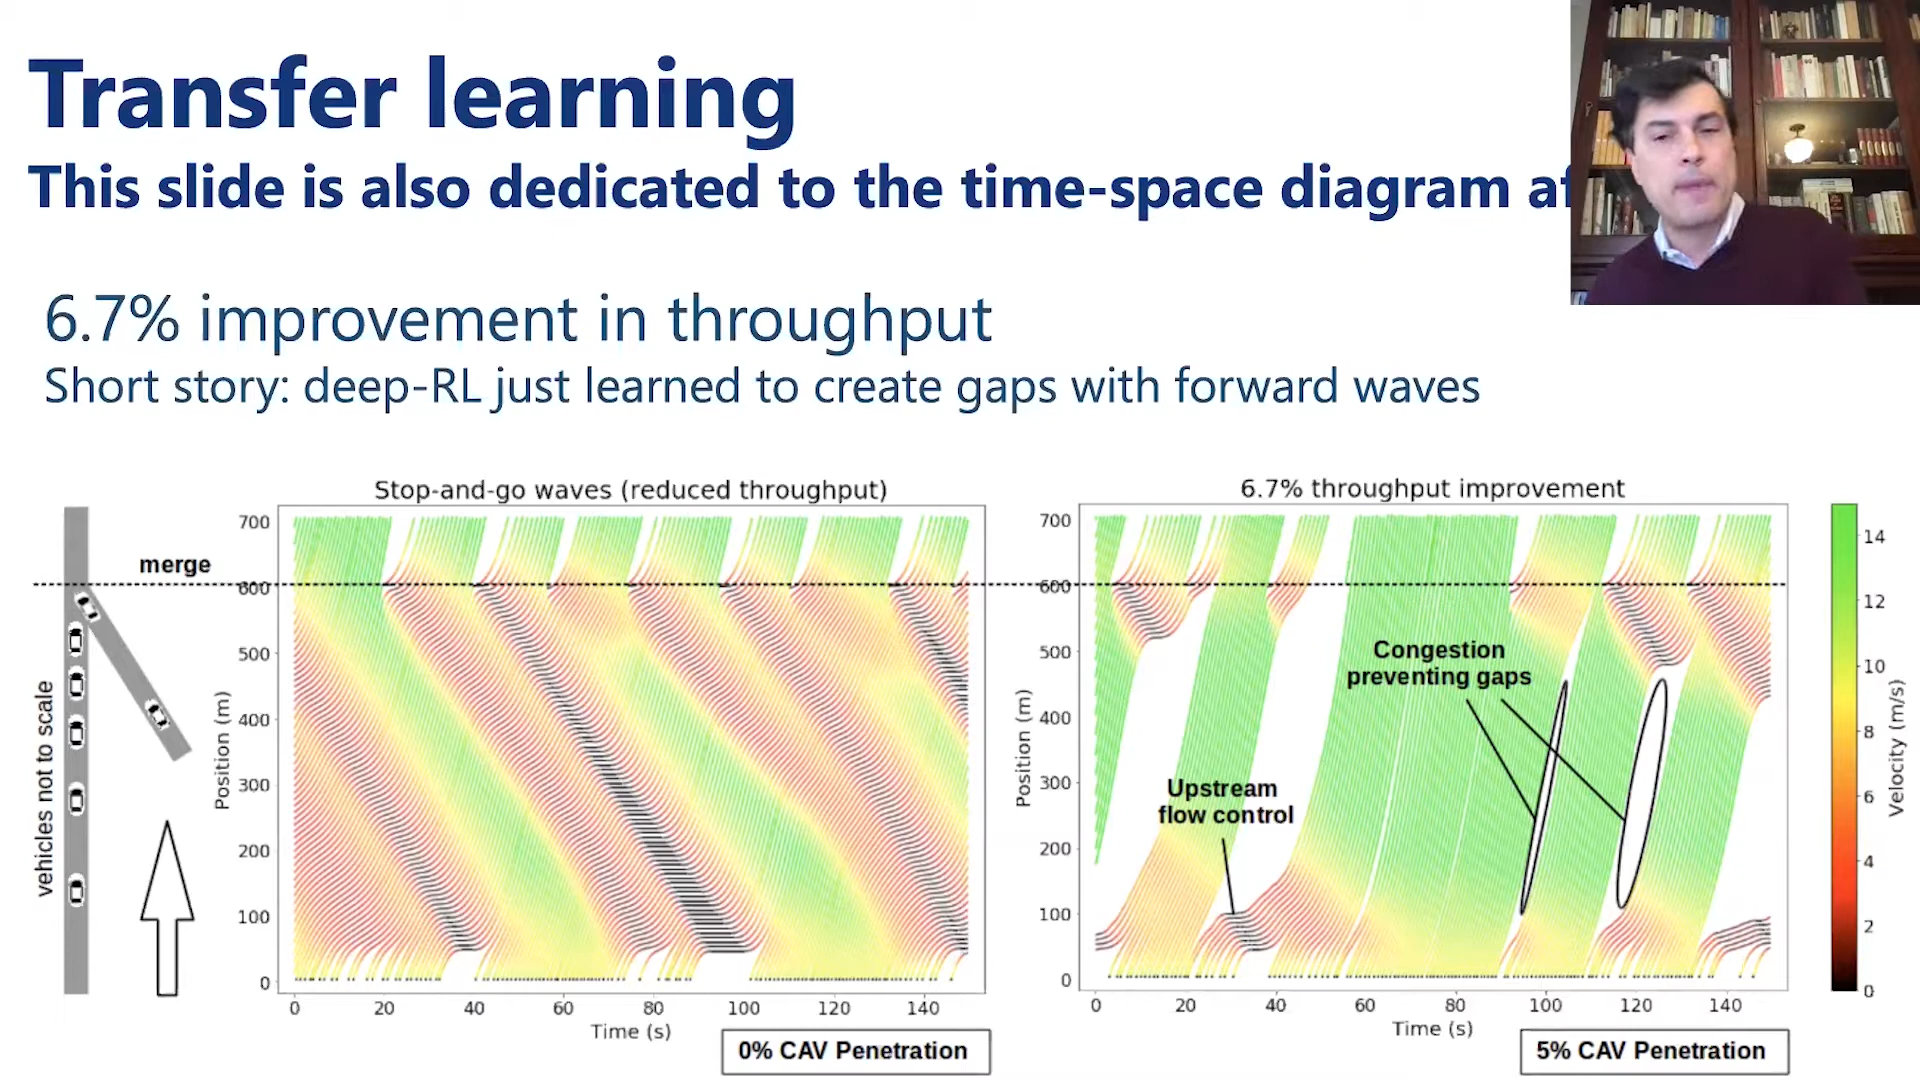 Transfer learning
This slide is also dedicated to the time-space diagram
6.7% improvement in throughput
Short story: deep-RL just learned to create gaps with forward waves
Stop-and-go waves (reduced throughput)
6.7% throughput improvement
merge
vehicles not to scale
Position (m)
700
600
500
400
300
200
100
0
0 20 40 60 80 100 120 140
Time (s)
0% CAV Penetration
Position (m)
700
600
500
400
300
200
100
0
Congestion
preventing gaps
Upstream
flow control
0 20 40 60 80 100 120 140
Time (s)
5% CAV Penetration
14
12
10
8
6
4
2
0
Velocity (m/s)